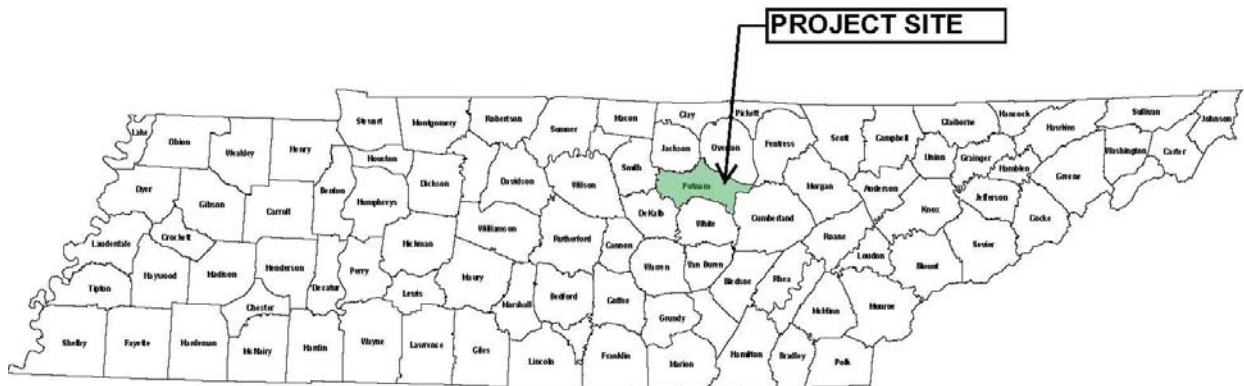 PROJECT SITE
Stewart
Montgomery
Robertson
Sumner
Macon
Clay
Pickett
Lake
Obion
Weakley
Henry
Houston
Jackson
Overton
Fentress
Scott
Campbell
Claiborne
Hancock
Hawkins
Sullivan
Johnson
Washington
Carter
Union
Grainger
Hamblen
Greene
Dyer
Gibson
Carroll
Benton
Humphreys
Dickson
Davidson
Wilson
Smith
Putnam
Morgan
Anderson
Knox
Jefferson
Cocke
Lauderdale
Crockett
Haywood
Madison
Henderson
Decatur
Perry
Hickman
Williamson
Rutherford
Cannon
DeKalb
White
Cumberland
Roane
Loudon
Blount
Sevier
Tipton
Chester
Lewis
Maury
Marshall
Bedford
Coffee
Warren
Van Buren
Bledsoe
Rhea
McMinn
Monroe
Grundy
Shelby
Fayette
Hardeman
McNairy
Hardin
Wayne
Lawrence
Giles
Lincoln
Franklin
Marion
Hamilton
Bradley
Polk